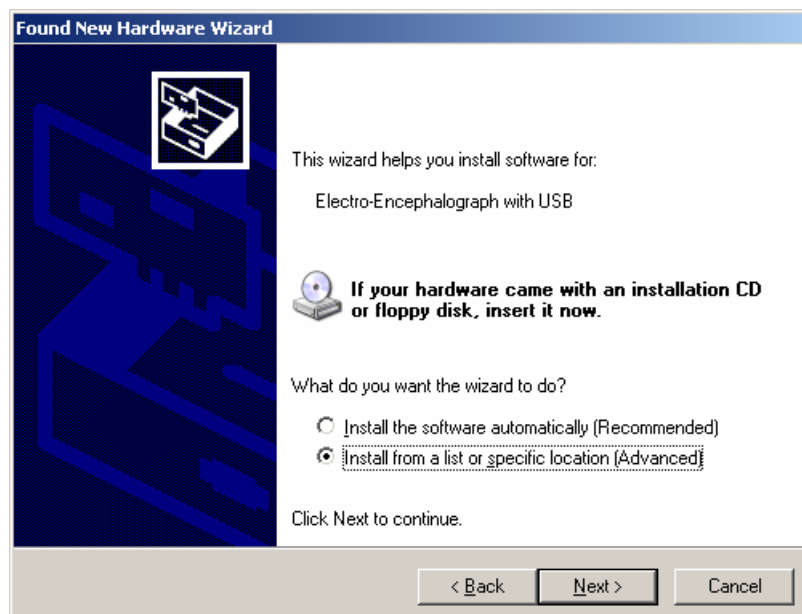 Found New Hardware Wizard
This wizard helps you install software for:
Electro-Encephalograph with USB
If your hardware came with an installation CD
or floppy disk, insert it now.
What do you want the wizard to do?
Install the software automatically (Recommended)
Install from a list or specific location (Advanced)
Click Next to continue.
< Back Next > Cancel